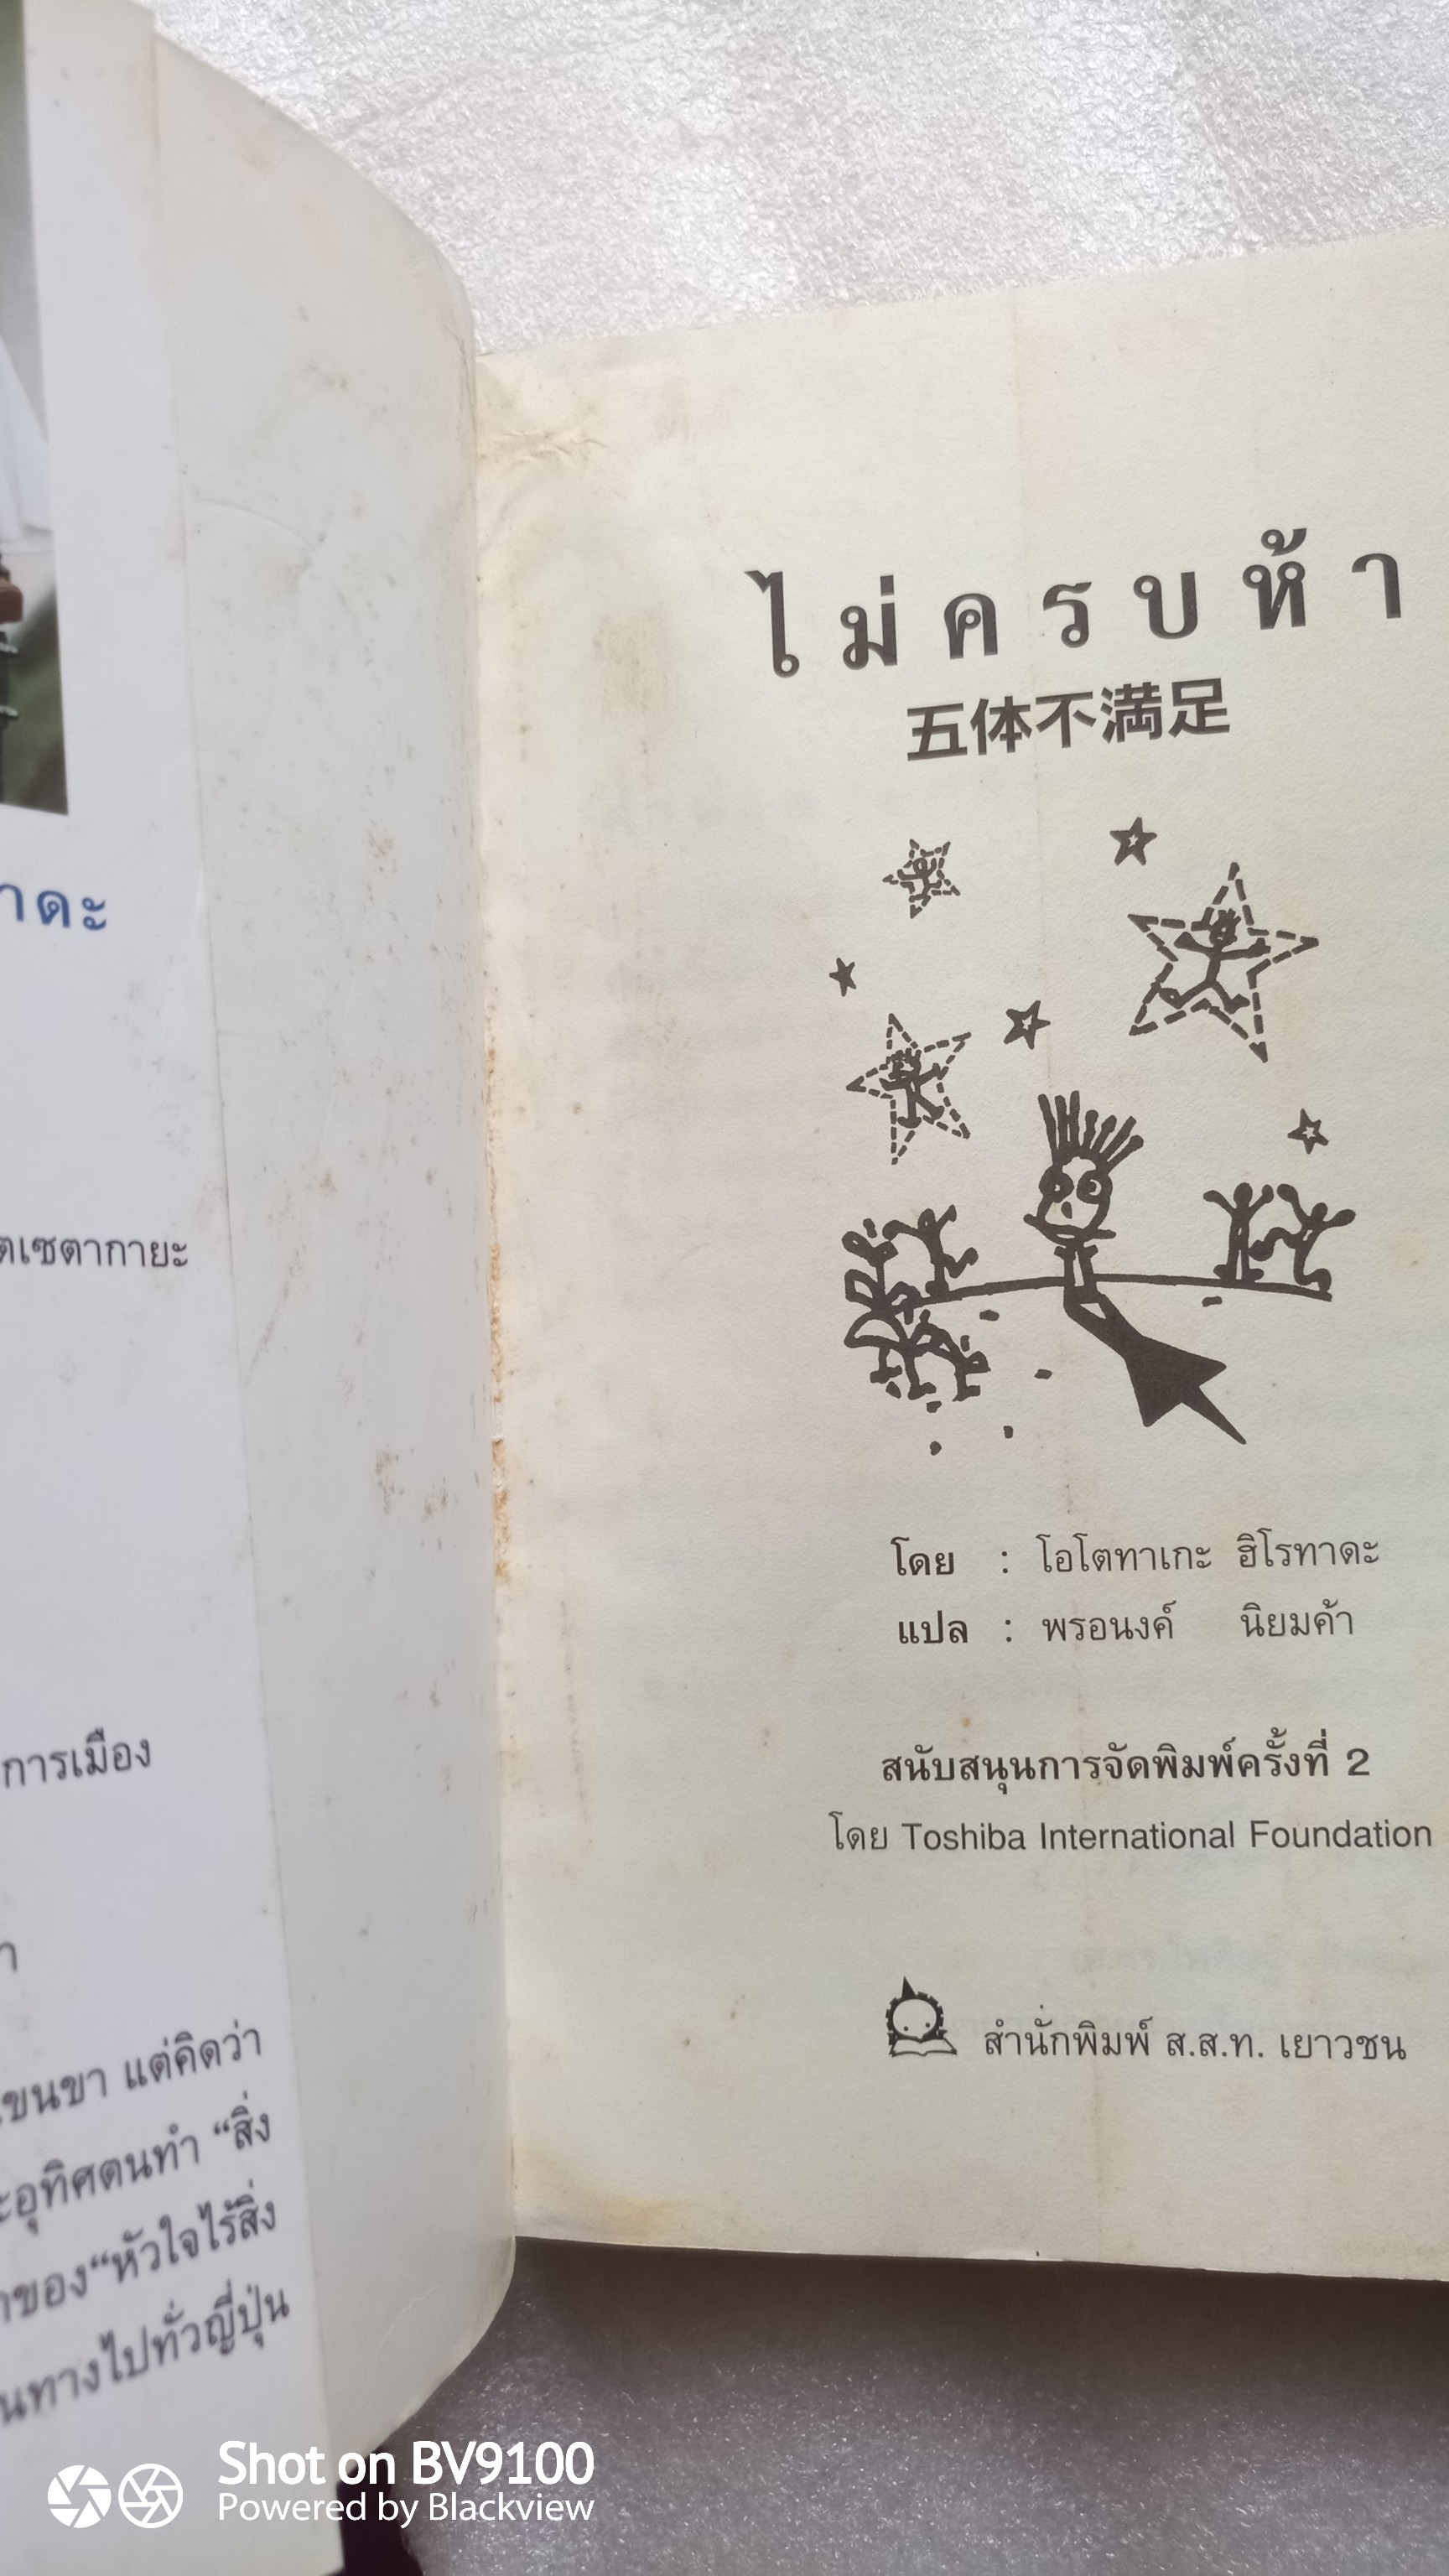 าดะ
ตเซตากายะ
การเมือง
า
ขนขา แต่คิดว่า
ะอุทิศตนทำ “สิ่ง
ของ“หัวใจไร้สิ่ง
นทางไปทั่วญี่ปุ่น
ไม่ครบห้า
五体不満足
โดย : โอโตทาเกะ ฮิโรทาดะ
แปล : พรอนงค์ นิยมค้า
สนับสนุนการจัดพิมพ์ครั้งที่ 2
โดย Toshiba International Foundation
สำนักพิมพ์ ส.ส.ท. เยาวชน
Shot on BV9100
Powered by Blackview